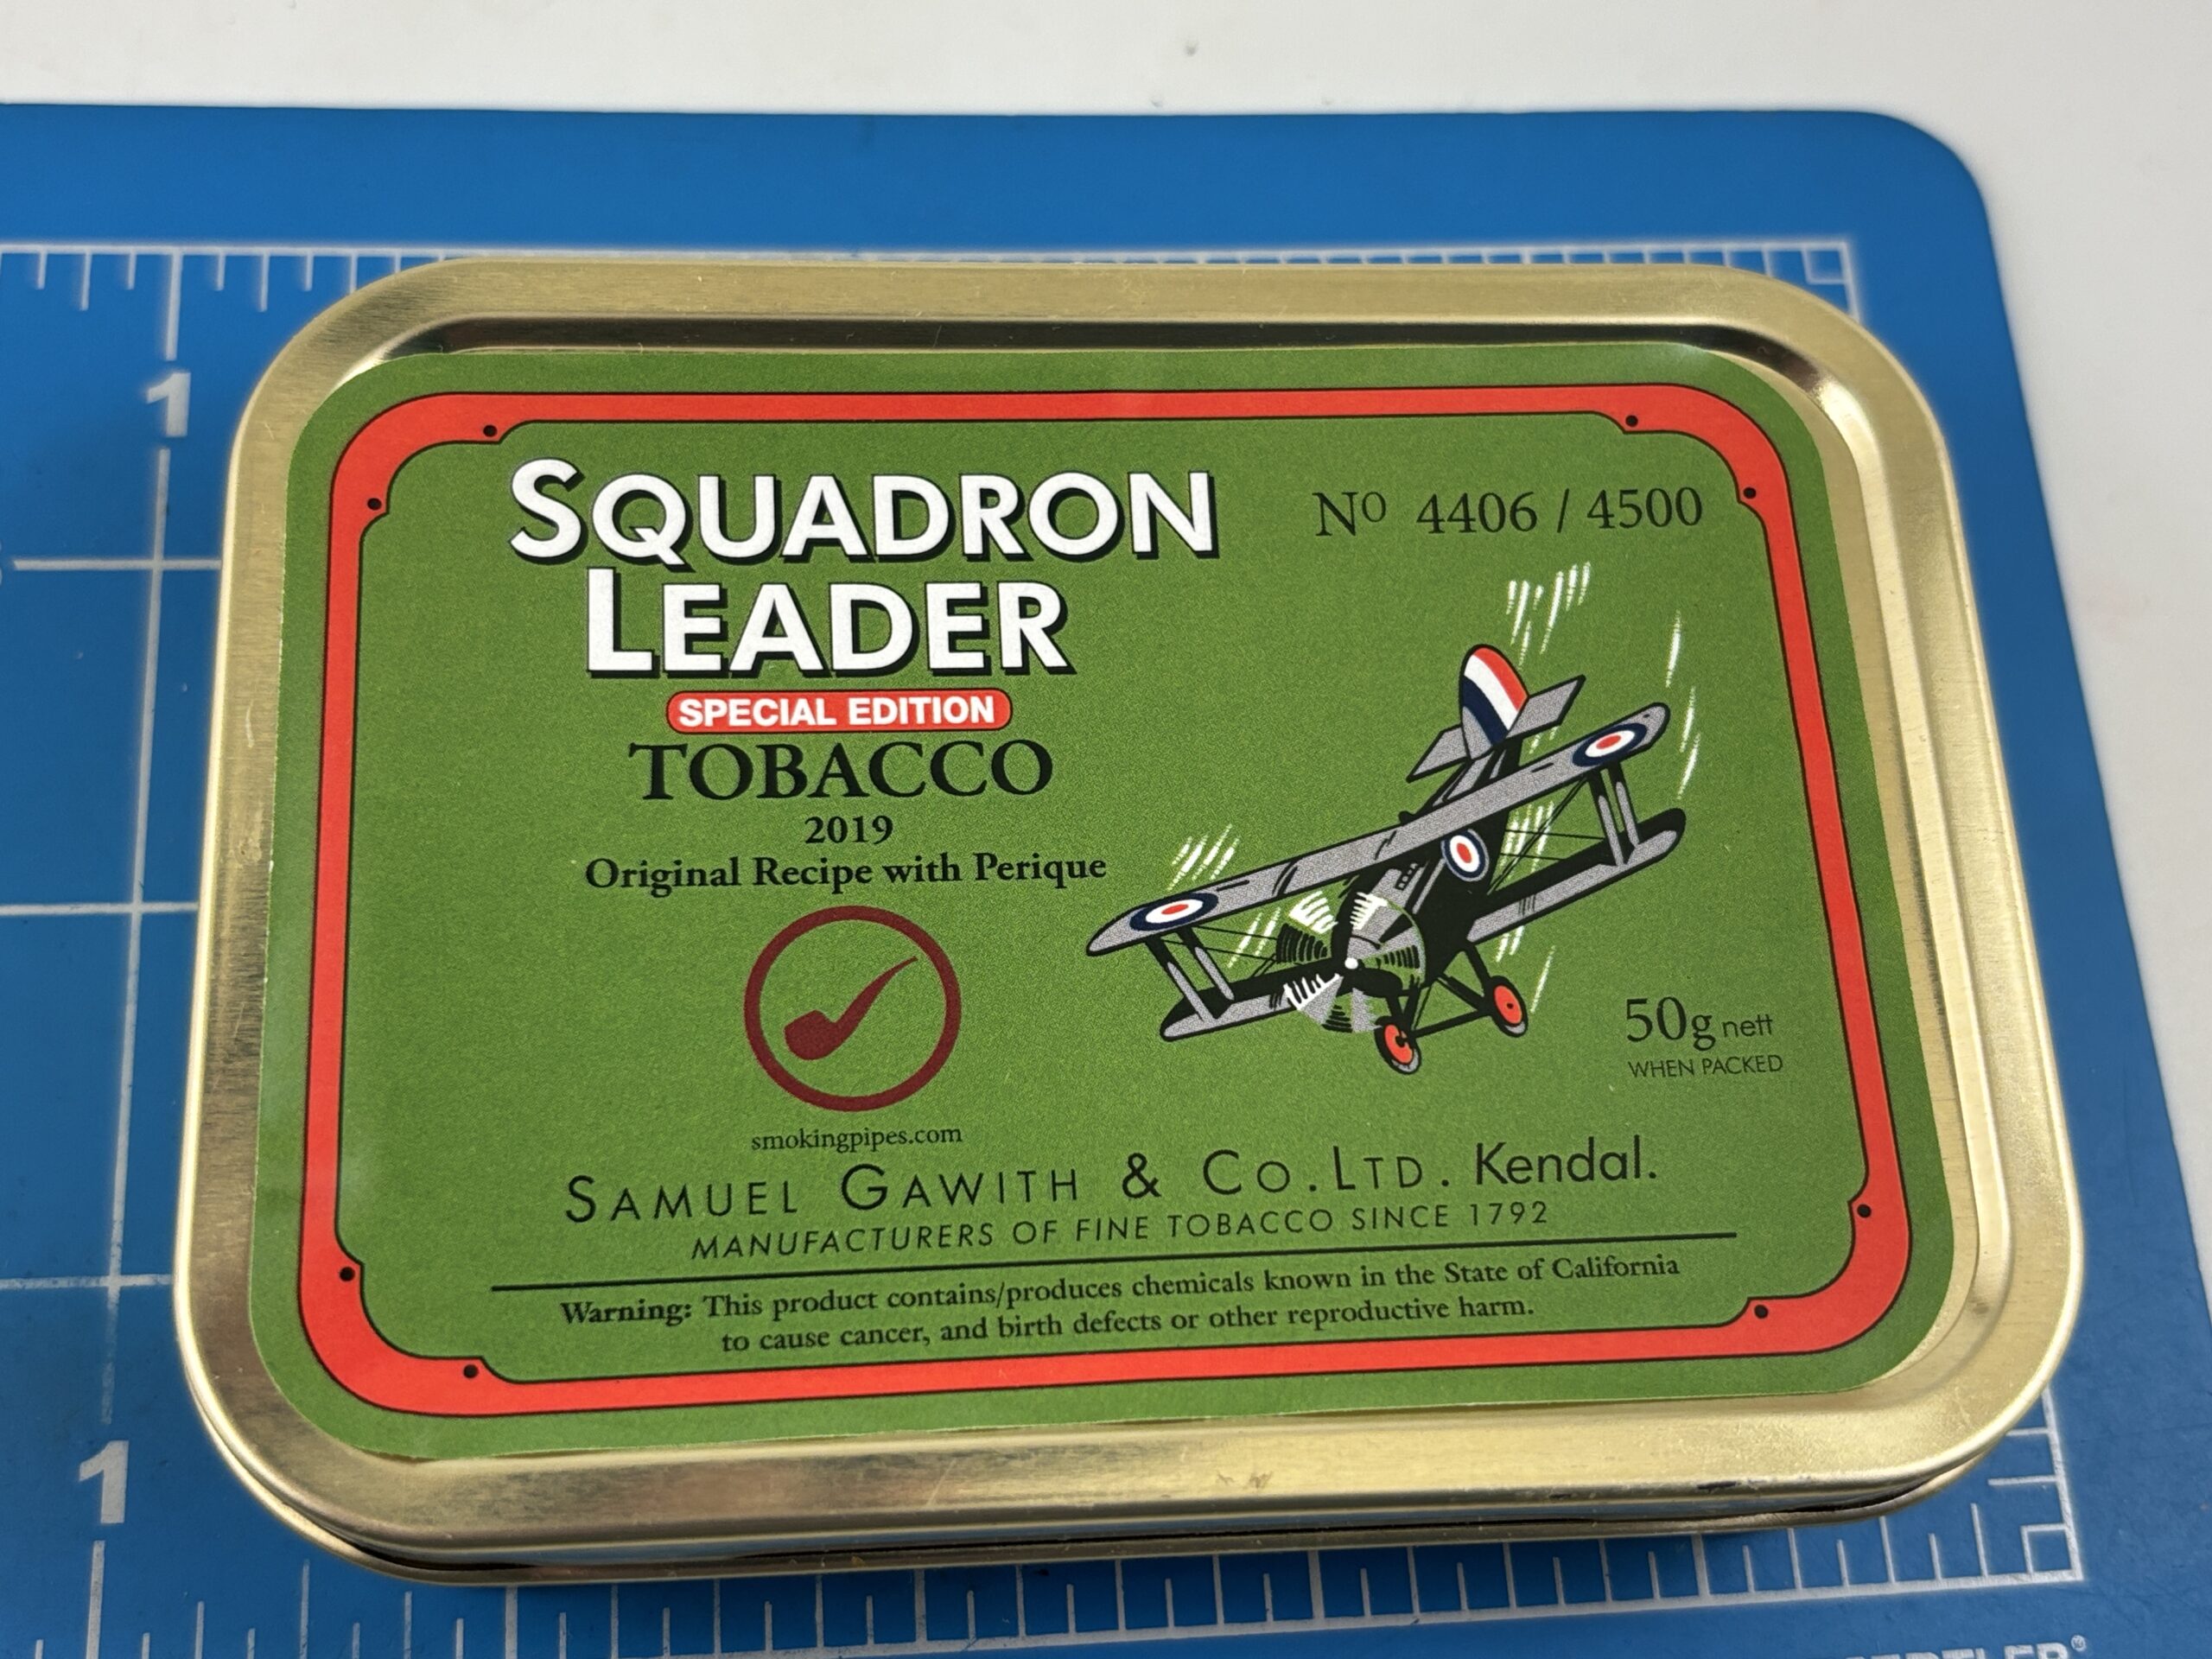 1
SQUADRON
LEADER
Nº 4406 / 4500
SPECIAL EDITION
TOBACCO
2019
Original Recipe with Perique
50g nett
WHEN PACKED
smokingpipes.com
SAMUEL GAWITH & CO. LTD. Kendal.
MANUFACTURERS OF FINE TOBACCO SINCE 1792
Warning: This product contains/produces chemicals known in the State of California
to cause cancer, and birth defects or other reproductive harm.
1